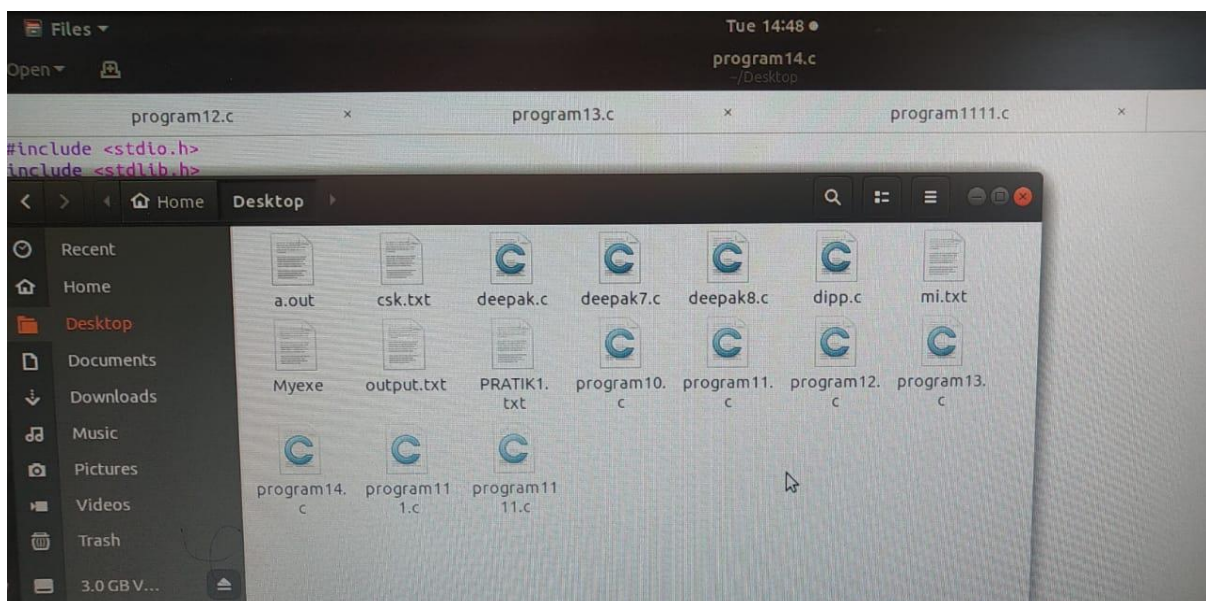 Files
Tue 14:48
Open
program14.c
~/Desktop
program12.c × program13.c × program1111.c ×
#include <stdio.h>
include <stdlib.h>
Home Desktop
Recent
Home
Desktop
Documents
Downloads
Music
Pictures
Videos
Trash
3.0 GB V...
a.out csk.txt deepak.c deepak7.c deepak8.c dipp.c mi.txt
Myexe output.txt PRATIK1. program10. program11. program12. program13.
txt c c c c
program14. program11 program11
c 1.c 11.c